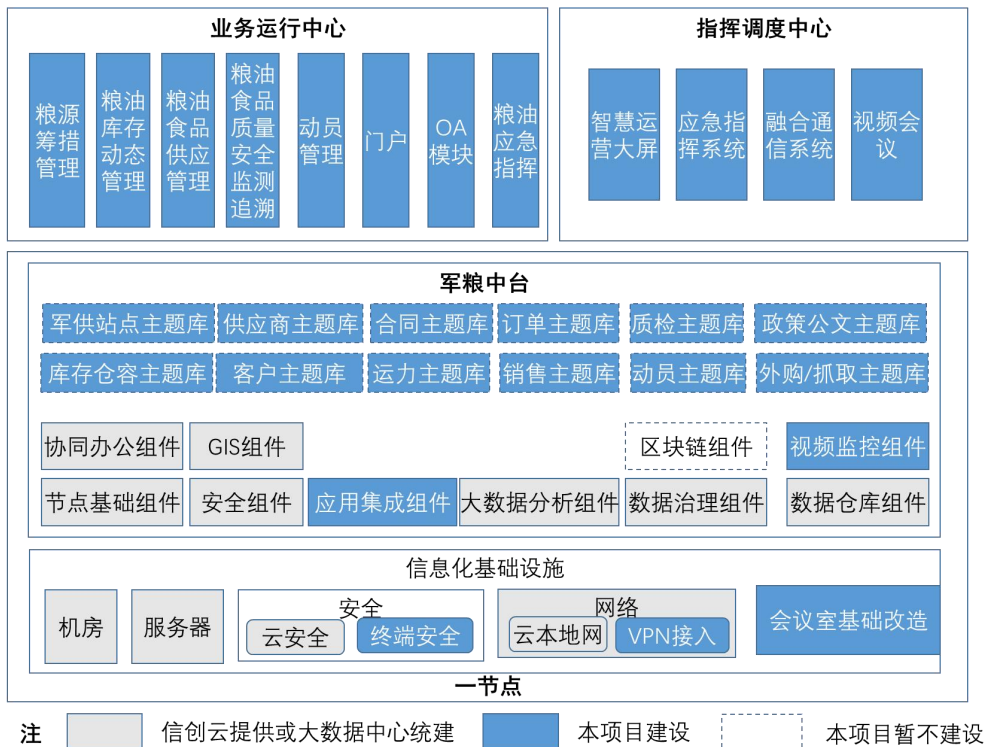 业务运行中心
粮源
筹措
管理
粮油
库存
动态
管理
粮油
食品
供应
管理
粮油
食品
质量
安全
监测
追溯
动员
管理
门户
OA
模块
粮油
应急
指挥
指挥调度中心
智慧运
营大屏
应急指
挥系统
融合通
信系统
视频会
议
军粮中台
军供站点主题库
供应商主题库
合同主题库
订单主题库
质检主题库
政策公文主题库
库存仓容主题库
客户主题库
运力主题库
销售主题库
动员主题库
外购/抓取主题库
协同办公组件
GIS组件
区块链组件
视频监控组件
节点基础组件
安全组件
应用集成组件
大数据分析组件
数据治理组件
数据仓库组件
信息化基础设施
机房
服务器
安全
云安全
终端安全
网络
云本地网
VPN接入
会议室基础改造
一节点
注
信创云提供或大数据中心统建
本项目建设
本项目暂不建设